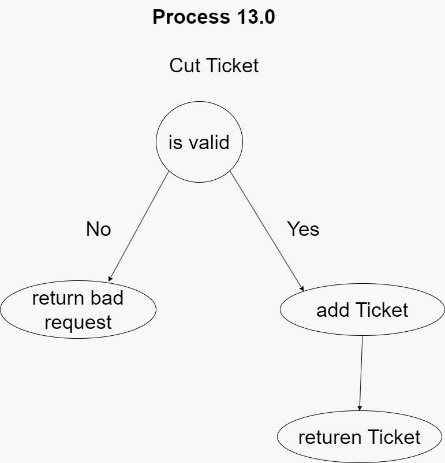 Process 13.0
Cut Ticket
is valid
No
Yes
return bad
request
add Ticket
returen Ticket